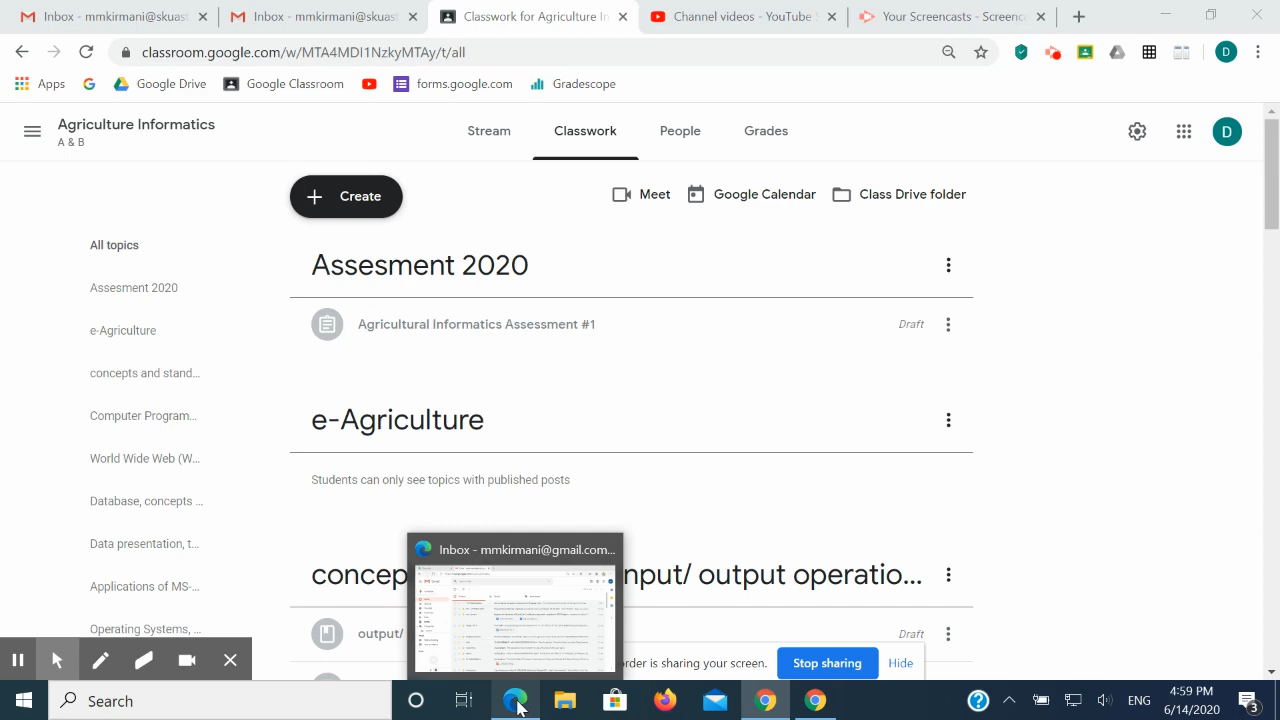 Inbox - mmkirmani@skuast
Inbox - mmkirmani@skuas
Classwork for Agriculture In
Channel videos - YouTube S
Your Screencasts - Screenc
classroom.google.com/w/MTA4MDI1NzkyMTAy/t/all
D
Apps
Google Drive
Google Classroom
forms.google.com
Gradescope
Agriculture Informatics
A & B
Stream
Classwork
People
Grades
D
Create
Meet
Google Calendar
Class Drive folder
All topics
Assesment 2020
e-Agriculture
concepts and stand...
Computer Program...
World Wide Web (W...
Database, concepts ...
Data presentation, t...
Application of MS-...
Assesment 2020
Agricultural Informatics Assessment #1
Draft
e-Agriculture
Students can only see topics with published posts
Inbox - mmkirmani@gmail.com...
concep
nput/ output operatio...
output/
Draft
order is sharing your screen.
Stop sharing
Hide
Search
ENG
4:59 PM
6/14/2020
3